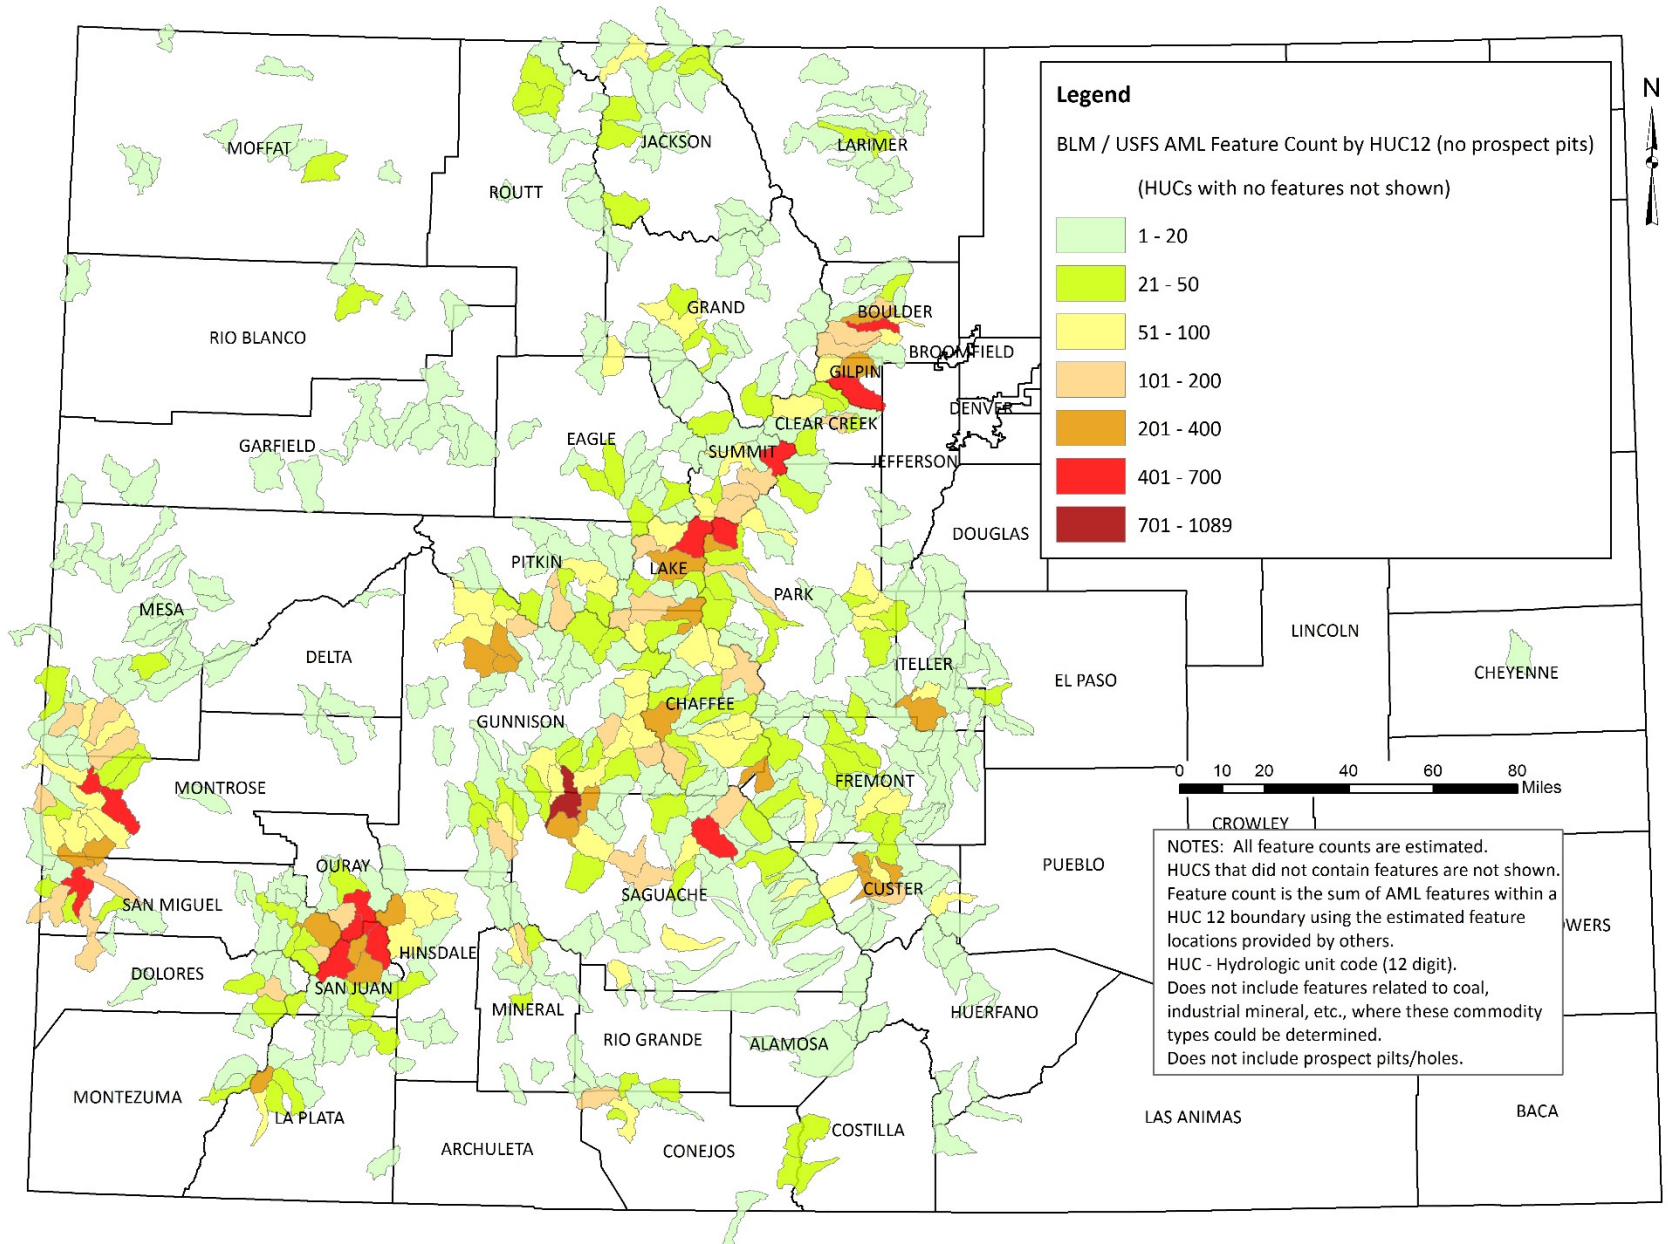 N
Legend
BLM / USFS AML Feature Count by HUC12 (no prospect pits)
(HUCs with no features not shown)
1 - 20
21 - 50
51 - 100
101 - 200
201 - 400
401 - 700
701 - 1089
MOFFAT
JACKSON
LARIMER
ROUTT
GRAND
BOULDER
RIO BLANCO
BROOMFIELD
GILPIN
DENVER
CLEAR CREEK
EAGLE
GARFIELD
SUMMIT
JEFFERSON
DOUGLAS
PITKIN
LAKE
PARK
MESA
LINCOLN
DELTA
ITELLER
CHEYENNE
EL PASO
CHAFFEE
GUNNISON
MONTROSE
FREMONT
0 10 20 40 60 80
Miles
CROWLEY
NOTES: All feature counts are estimated.
HUCS that did not contain features are not shown.
Feature count is the sum of AML features within a
HUC 12 boundary using the estimated feature
locations provided by others.
HUC - Hydrologic unit code (12 digit).
Does not include features related to coal,
industrial mineral, etc., where these commodity
types could be determined.
Does not include prospect pilts/holes.
OURAY
PUEBLO
SAGUACHE
CUSTER
SAN MIGUEL
OWERS
HINSDALE
DOLORES
SAN JUAN
MINERAL
HUERFANO
RIO GRANDE
ALAMOSA
MONTEZUMA
LA PLATA
LAS ANIMAS
BACA
COSTILLA
ARCHULETA
CONEJOS